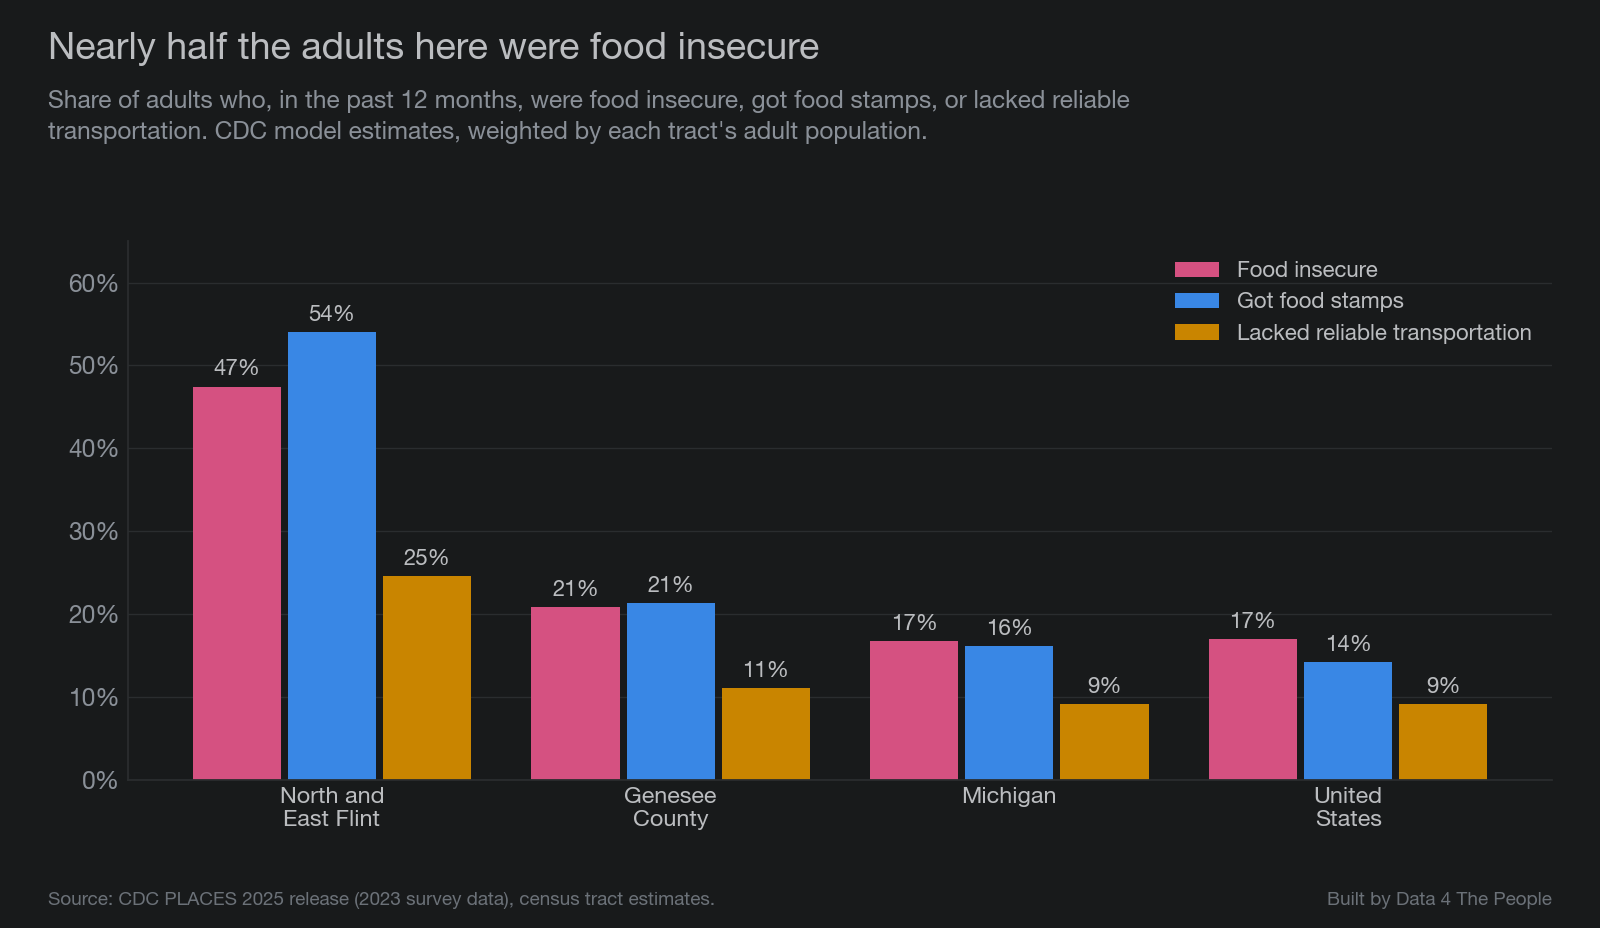 Nearly half the adults here were food insecure
Share of adults who, in the past 12 months, were food insecure, got food stamps, or lacked reliable
transportation. CDC model estimates, weighted by each tract's adult population.
Food insecure
Got food stamps
Lacked reliable transportation
60%
50%
40%
30%
20%
10%
0%
47%
54%
25%
21%
21%
11%
17%
16%
9%
17%
14%
9%
North and
East Flint
Genesee
County
Michigan
United
States
Source: CDC PLACES 2025 release (2023 survey data), census tract estimates.
Built by Data 4 The People